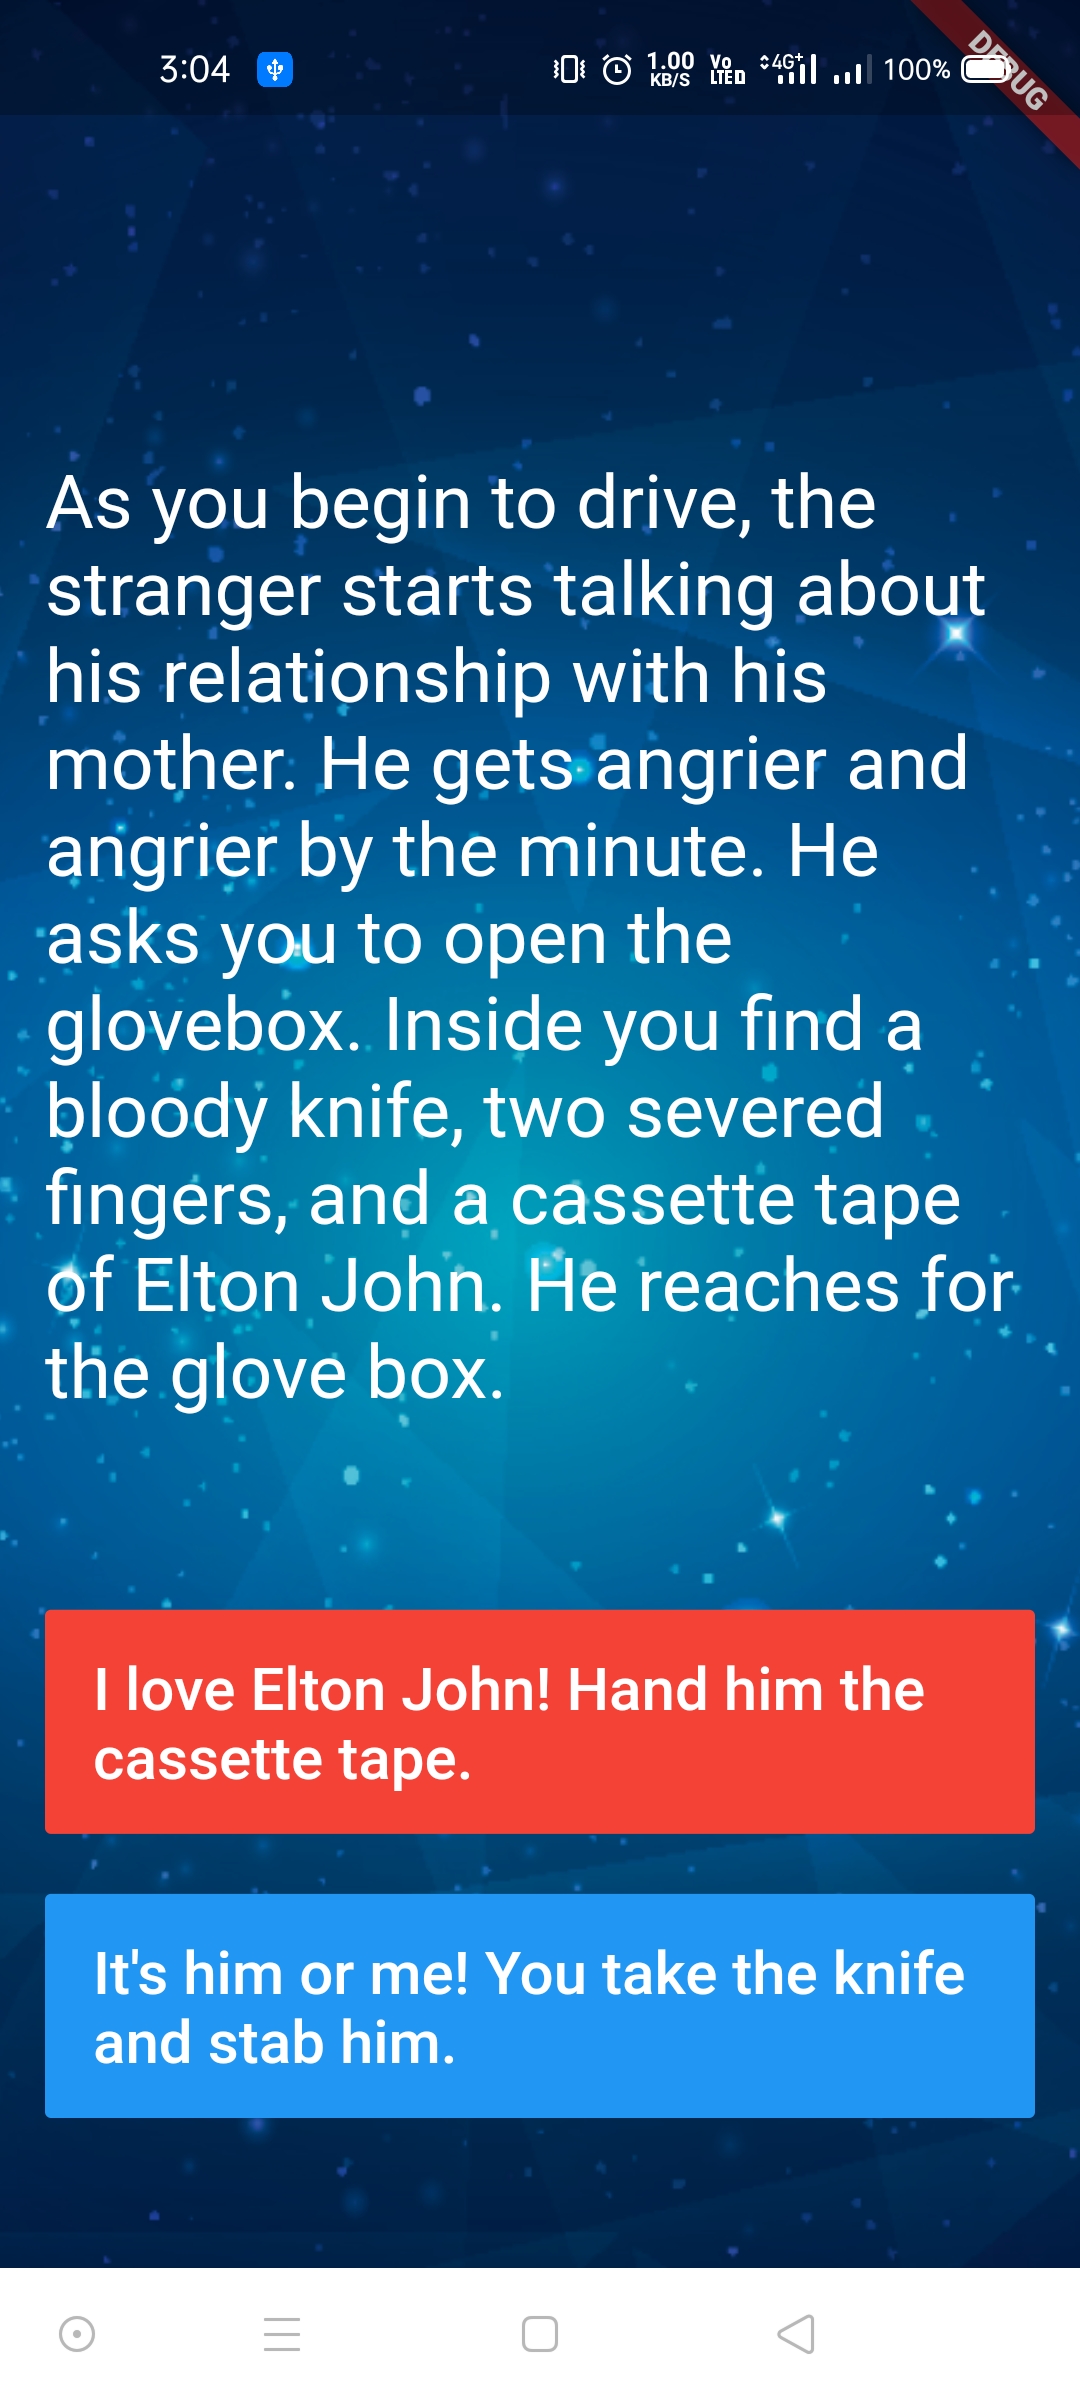 3:04
1.00 KB/S
Vo LTE
4G+
100%
DEBUG
As you begin to drive, the
stranger starts talking about
his relationship with his
mother. He gets angrier and
angrier by the minute. He
asks you to open the
glovebox. Inside you find a
bloody knife, two severed
fingers, and a cassette tape
of Elton John. He reaches for
the glove box.
I love Elton John! Hand him the
cassette tape.
It's him or me! You take the knife
and stab him.